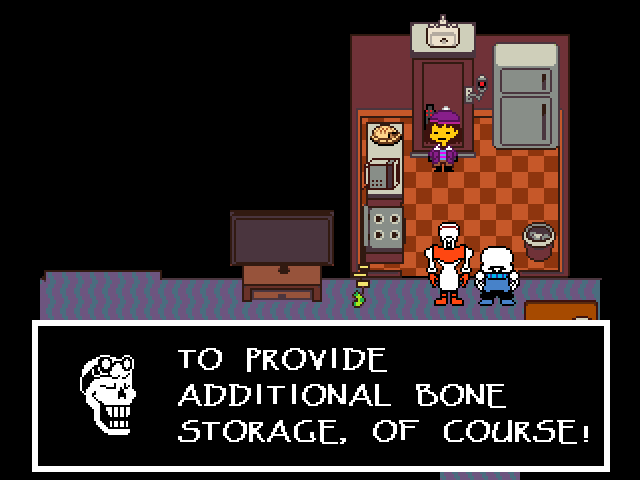 TO PROVIDE
ADDITIONAL BONE
STORAGE, OF COURSE!